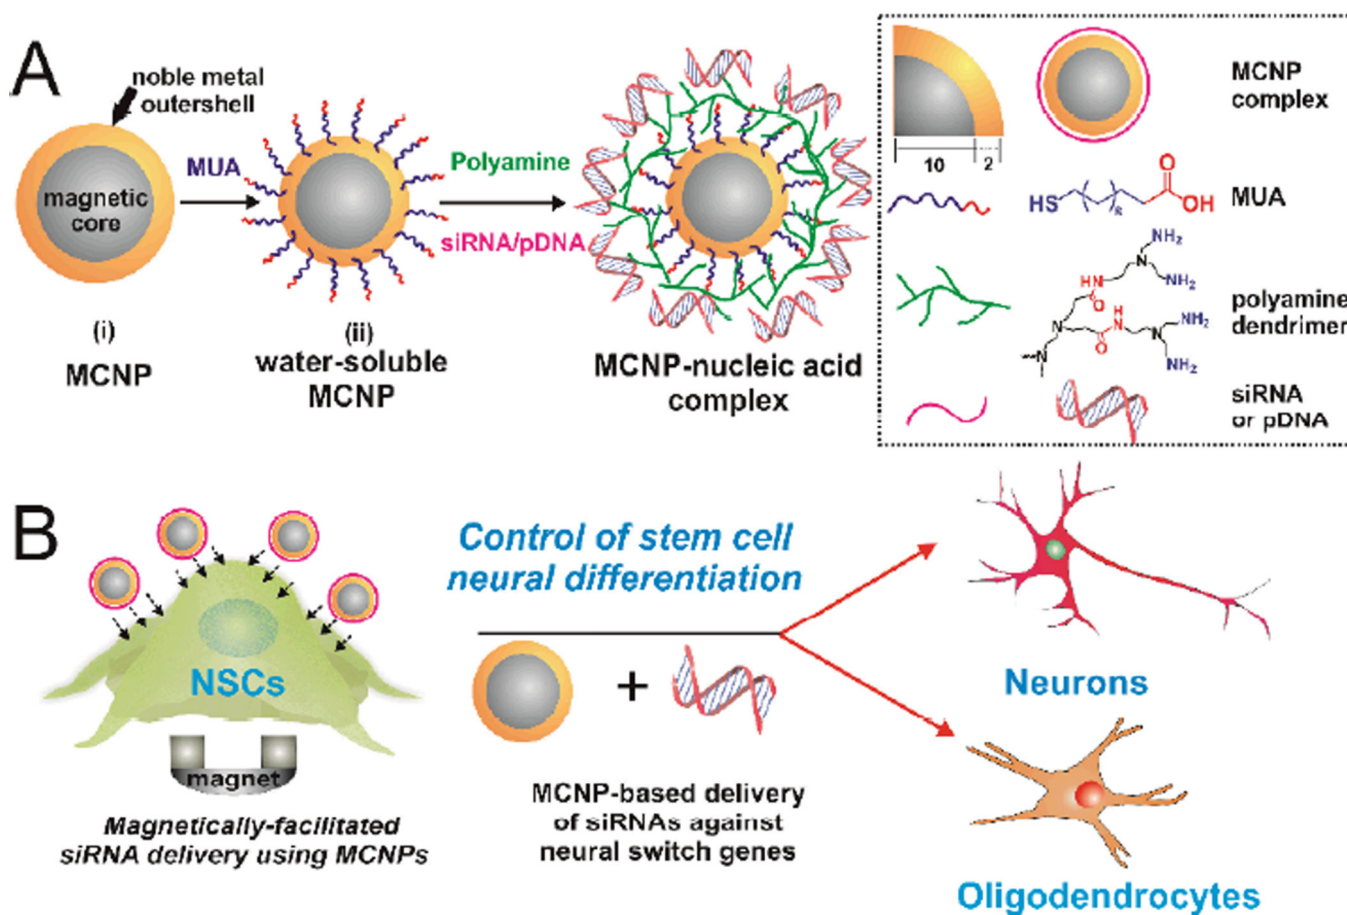 A
noble metal
outershell
magnetic
core
(i)
MCNP
MUA
(ii)
water-soluble
MCNP
Polyamine
siRNA/pDNA
MCNP-nucleic acid
complex
10
2
MCNP
complex
HS
8
O
OH
MUA
NH2
N
NH2
HN
O
H
N
NH2
N
N
O
NH2
N
polyamine
dendrimer
siRNA
or pDNA
B
NSCs
magnet
Magnetically-facilitated
siRNA delivery using MCNPs
Control of stem cell
neural differentiation
+
MCNP-based delivery
of siRNAs against
neural switch genes
Neurons
Oligodendrocytes